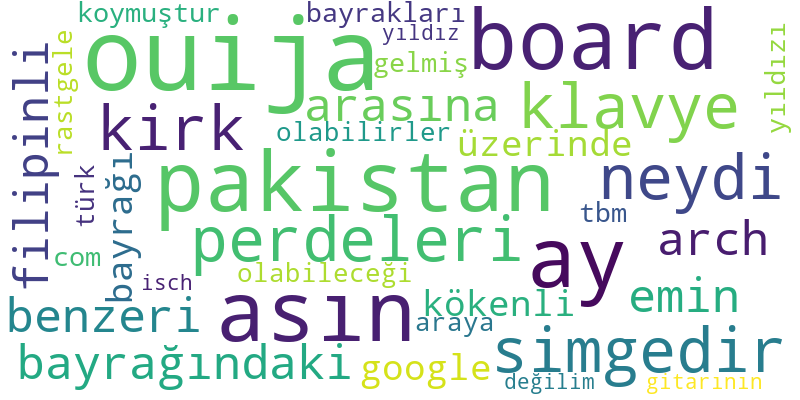 koymuştur bayrakları
ouija yıldız board
gelmiş
rastgele filipinli kirk arasına klavye yıldızı
olabilirler üzerinde
türk bayrağı pakistan neydi
tbm
com perdeleri ay arch
isch olabileceği
benzeri asın kökenli emin
araya
bayrağındaki google simgedir
değilim gitarının